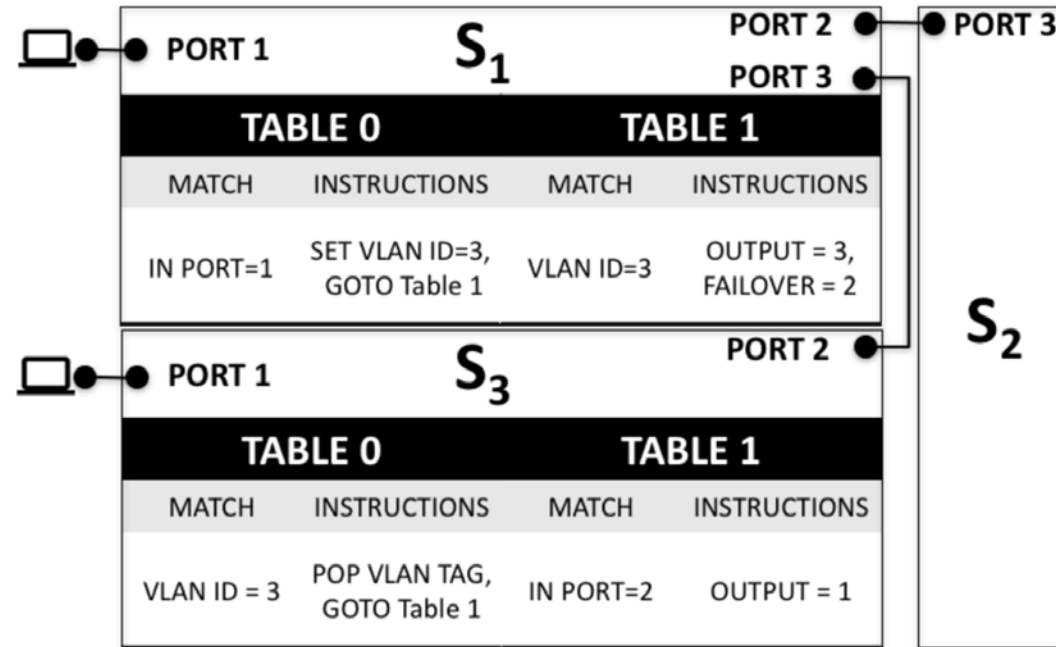 PORT 1 S1 PORT 2 PORT 3
PORT 3
TABLE 0 TABLE 1
MATCH INSTRUCTIONS MATCH INSTRUCTIONS
IN PORT=1 SET VLAN ID=3, GOTO Table 1 VLAN ID=3 OUTPUT = 3, FAILOVER = 2
S2
PORT 1 S3 PORT 2
TABLE 0 TABLE 1
MATCH INSTRUCTIONS MATCH INSTRUCTIONS
VLAN ID = 3 POP VLAN TAG, GOTO Table 1 IN PORT=2 OUTPUT = 1